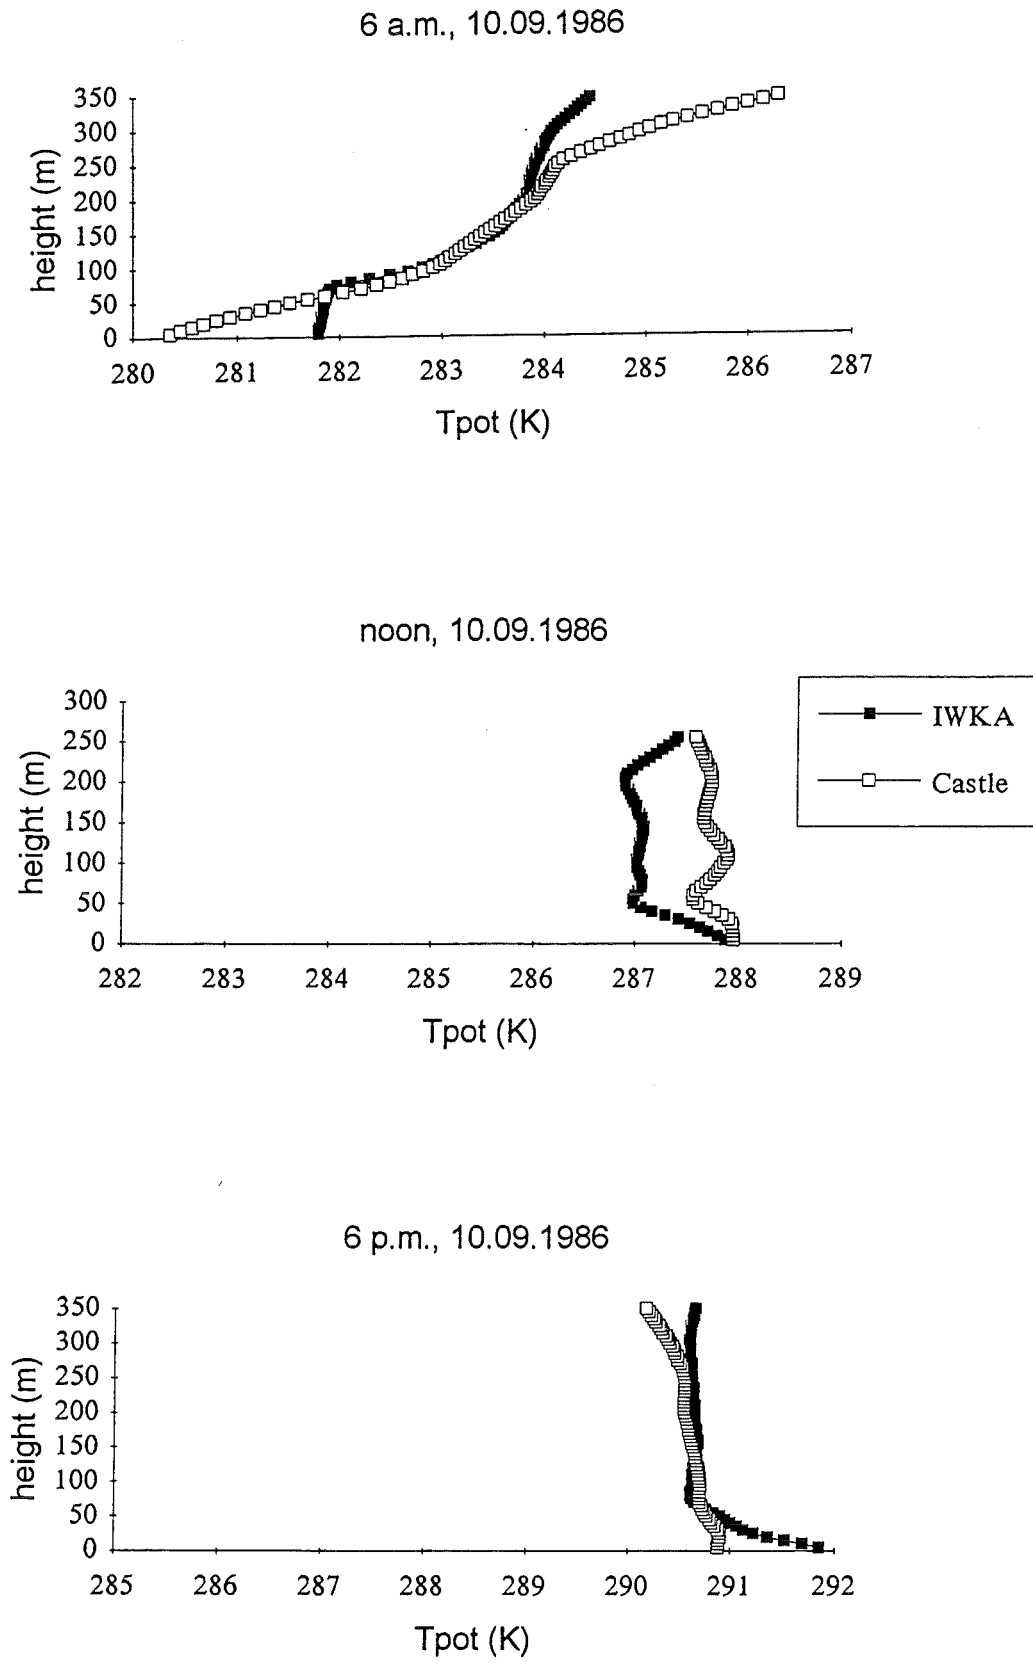 6 a.m., 10.09.1986
350
300
250
200
150
100
50
0
height (m)
280 281 282 283 284 285 286 287
Tpot (K)
noon, 10.09.1986
300
250
200
150
100
50
0
height (m)
282 283 284 285 286 287 288 289
Tpot (K)
IWKA
Castle
6 p.m., 10.09.1986
350
300
250
200
150
100
50
0
height (m)
285 286 287 288 289 290 291 292
Tpot (K)